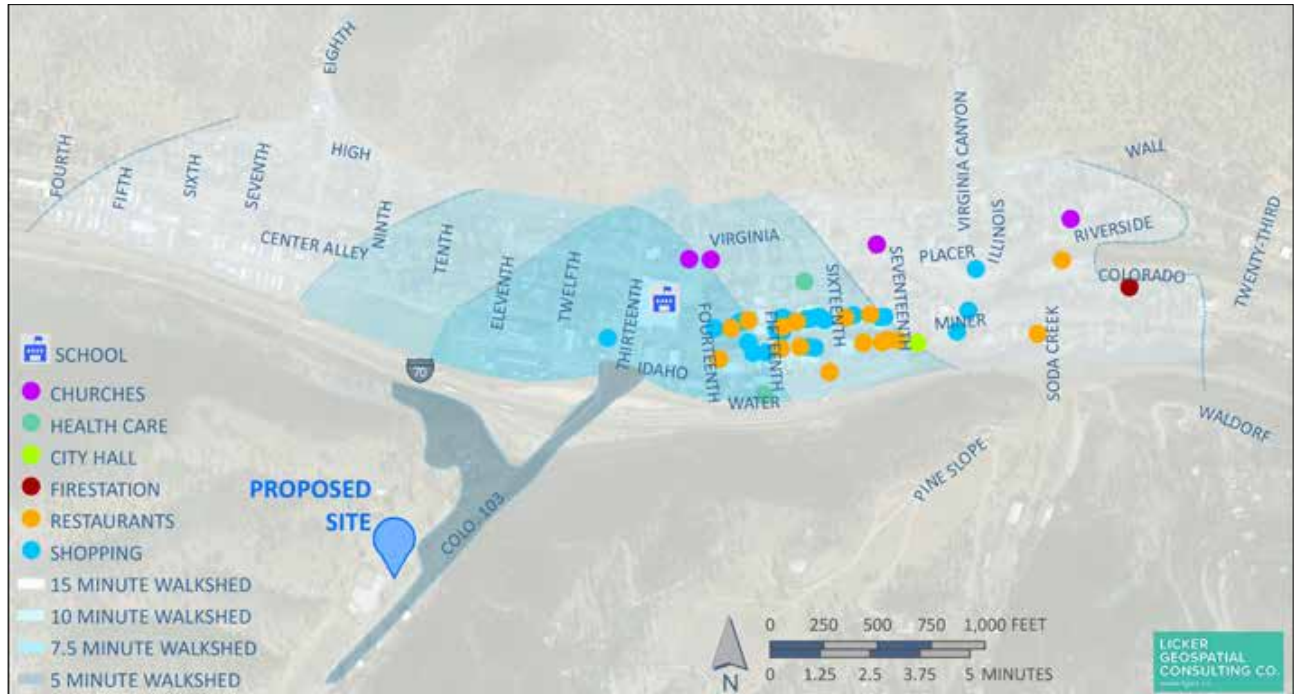 EIGHTH
FOURTH
FIFTH
SIXTH
SEVENTH
HIGH
CENTER ALLEY
NINTH
TENTH
ELEVENTH
TWELFTH
THIRTEENTH
VIRGINIA
FOURTEENTH
FIFTEENTH
SIXTEENTH
SEVENTEENTH
PLACER
VIRGINIA CANYON
ILLINOIS
WALL
RIVERSIDE
COLORADO
TWENTY-THIRD
MINER
SODA CREEK
IDAHO
WATER
WALDORF
PINE SLOPE
70
COLO. 103
PROPOSED
SITE
SCHOOL
CHURCHES
HEALTH CARE
CITY HALL
FIRESTATION
RESTAURANTS
SHOPPING
15 MINUTE WALKSHED
10 MINUTE WALKSHED
7.5 MINUTE WALKSHED
5 MINUTE WALKSHED
N
0 250 500 750 1,000 FEET
0 1.25 2.5 3.75 5 MINUTES
LICKER
GEOSPATIAL
CONSULTING CO.